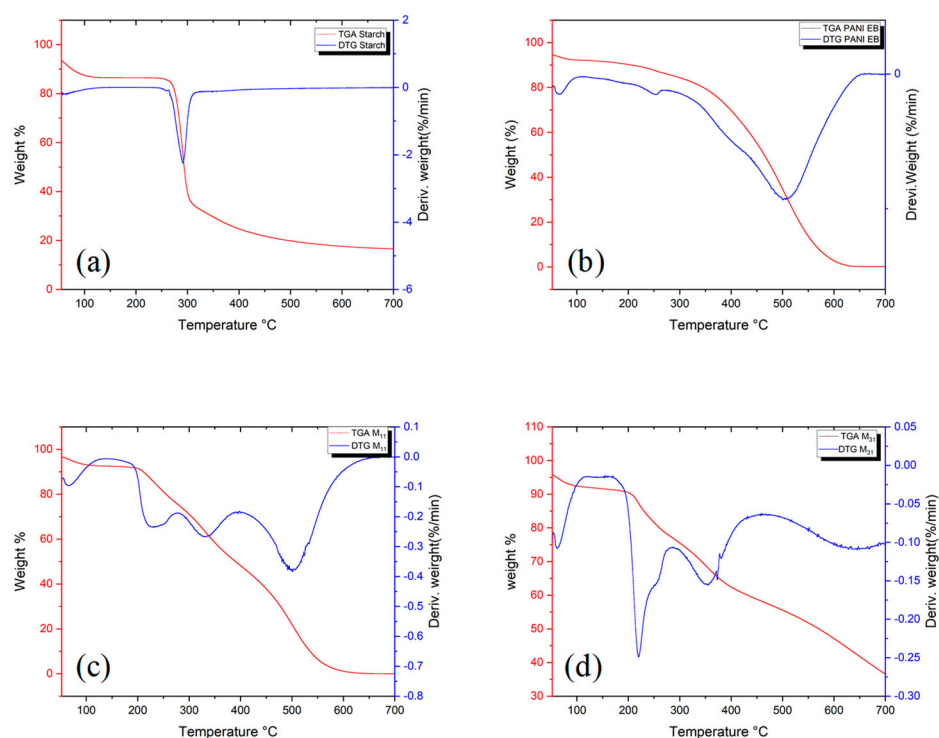 TGA Starch
DTG Starch
(a)
Weight %
Deriv. weirght(%/min)
Temperature °C
0
20
40
60
80
100
-6
-4
-2
0
2
100 200 300 400 500 600 700
TGA PANI EB
DTG PANI EB
(b)
Weight (%)
Drevi.Weight (%/min)
Temperature °C
0
10
20
30
40
50
60
70
80
90
100
0
100 200 300 400 500 600 700
TGA M11
DTG M11
(c)
Weight %
Deriv. weirght(%/min)
Temperature °C
0
20
40
60
80
100
-0.8
-0.7
-0.6
-0.5
-0.4
-0.3
-0.2
-0.1
-0.0
0.1
100 200 300 400 500 600 700
TGA M31
DTG M31
(d)
weight %
Deriv. weight(%/min)
Temperature °C
30
40
50
60
70
80
90
100
110
-0.30
-0.25
-0.20
-0.15
-0.10
-0.05
0.00
0.05
100 200 300 400 500 600 700